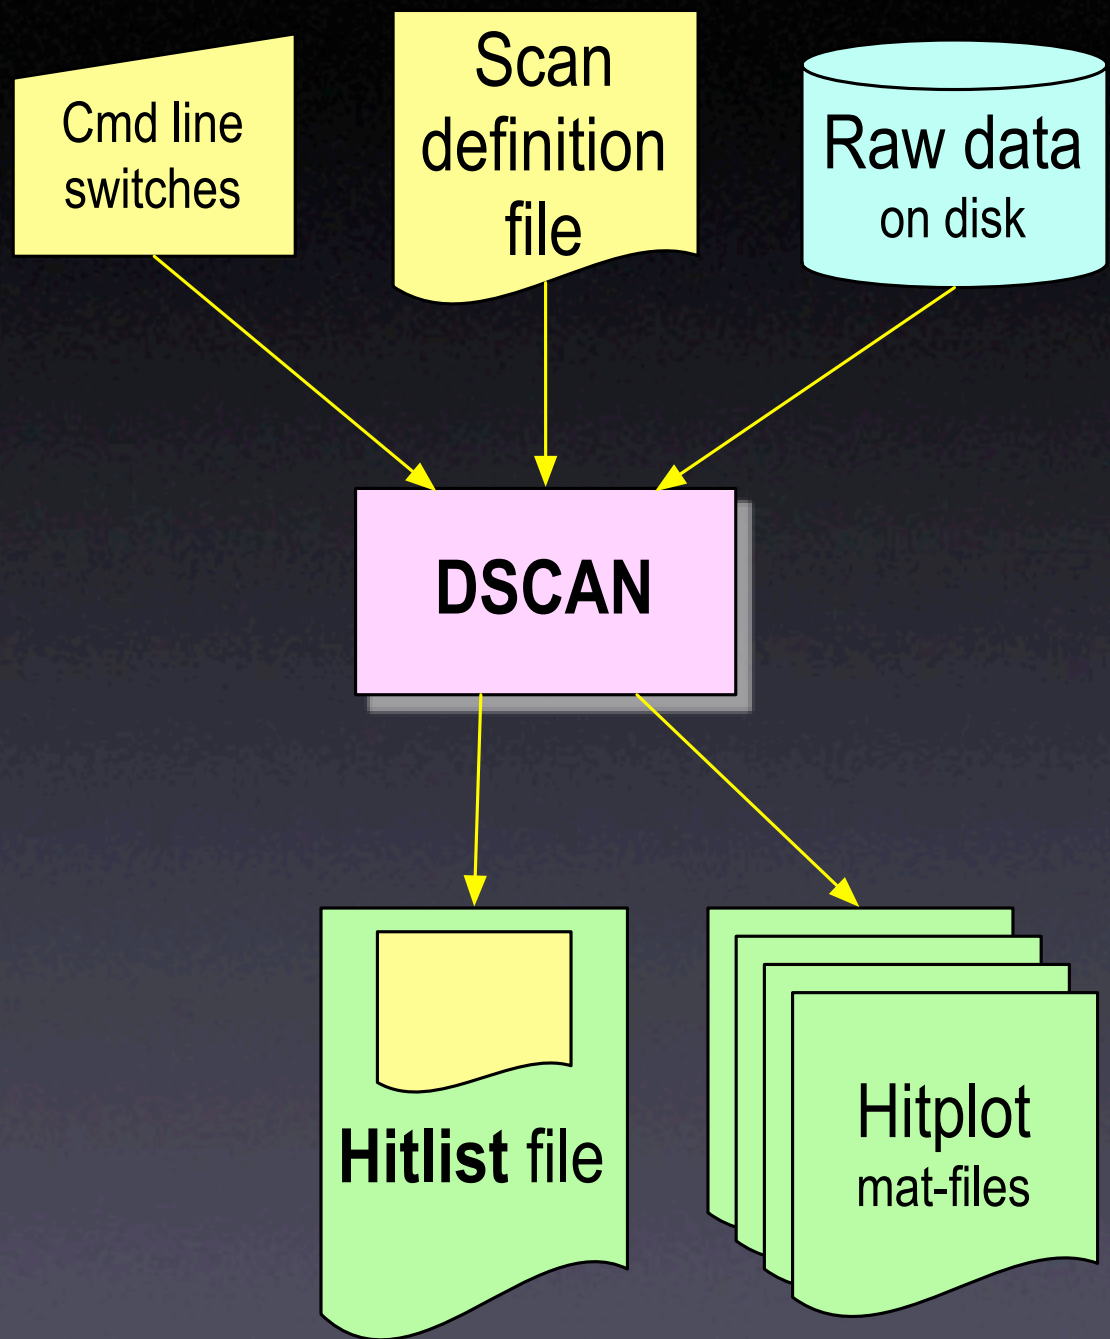 Cmd line
switches
Scan
definition
file
Raw data
on disk
DSCAN
Hitlist file
Hitplot
mat-files